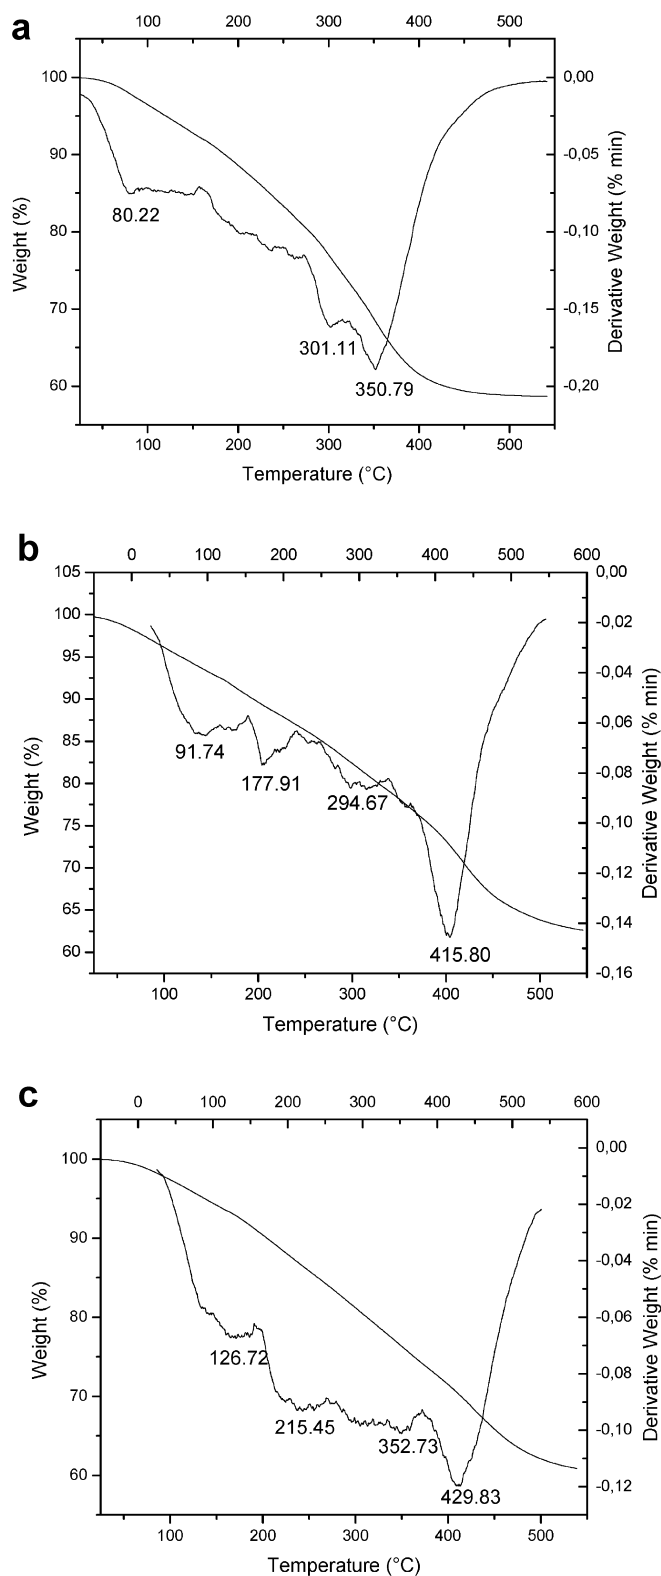 a
100 200 300 400 500
100 0,00
90 -0,05
80 -0,10
70 -0,15
60 -0,20
80.22
301.11
350.79
Weight (%)
Derivative Weight (% min)
100 200 300 400 500
Temperature (°C)
b
0 100 200 300 400 500 600
105 0,00
100 -0,02
95 -0,04
90 -0,06
85 -0,08
80 -0,10
75 -0,12
70 -0,14
65 -0,16
60
91.74
177.91
294.67
415.80
Weight (%)
Derivative Weight (% min)
100 200 300 400 500
Temperature (°C)
c
0 100 200 300 400 500 600
100 0,00
90 -0,02
80 -0,04
70 -0,06
60 -0,08
-0,10
-0,12
126.72
215.45
352.73
429.83
Weight (%)
Derivative Weight (% min)
100 200 300 400 500
Temperature (°C)